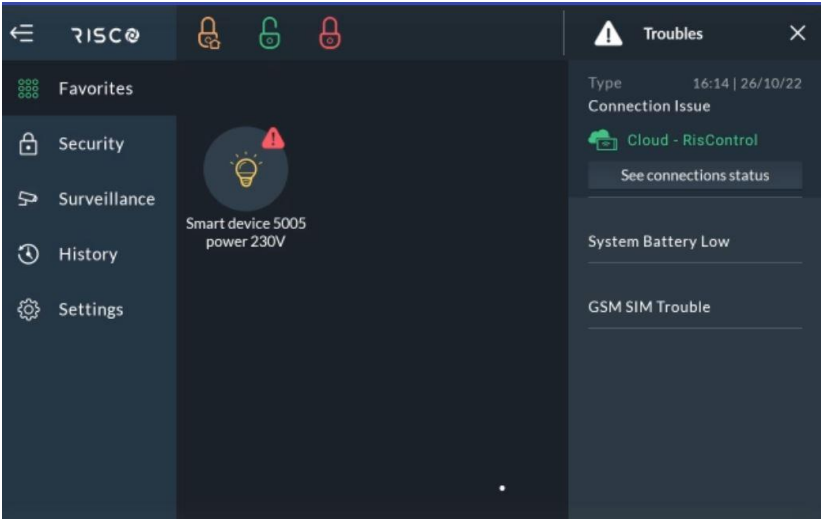 RISCO
Favorites
Security
Surveillance
History
Settings
Smart device 5005
power 230V
Troubles
Type 16:14 | 26/10/22
Connection Issue
Cloud - RisControl
See connections status
System Battery Low
GSM SIM Trouble